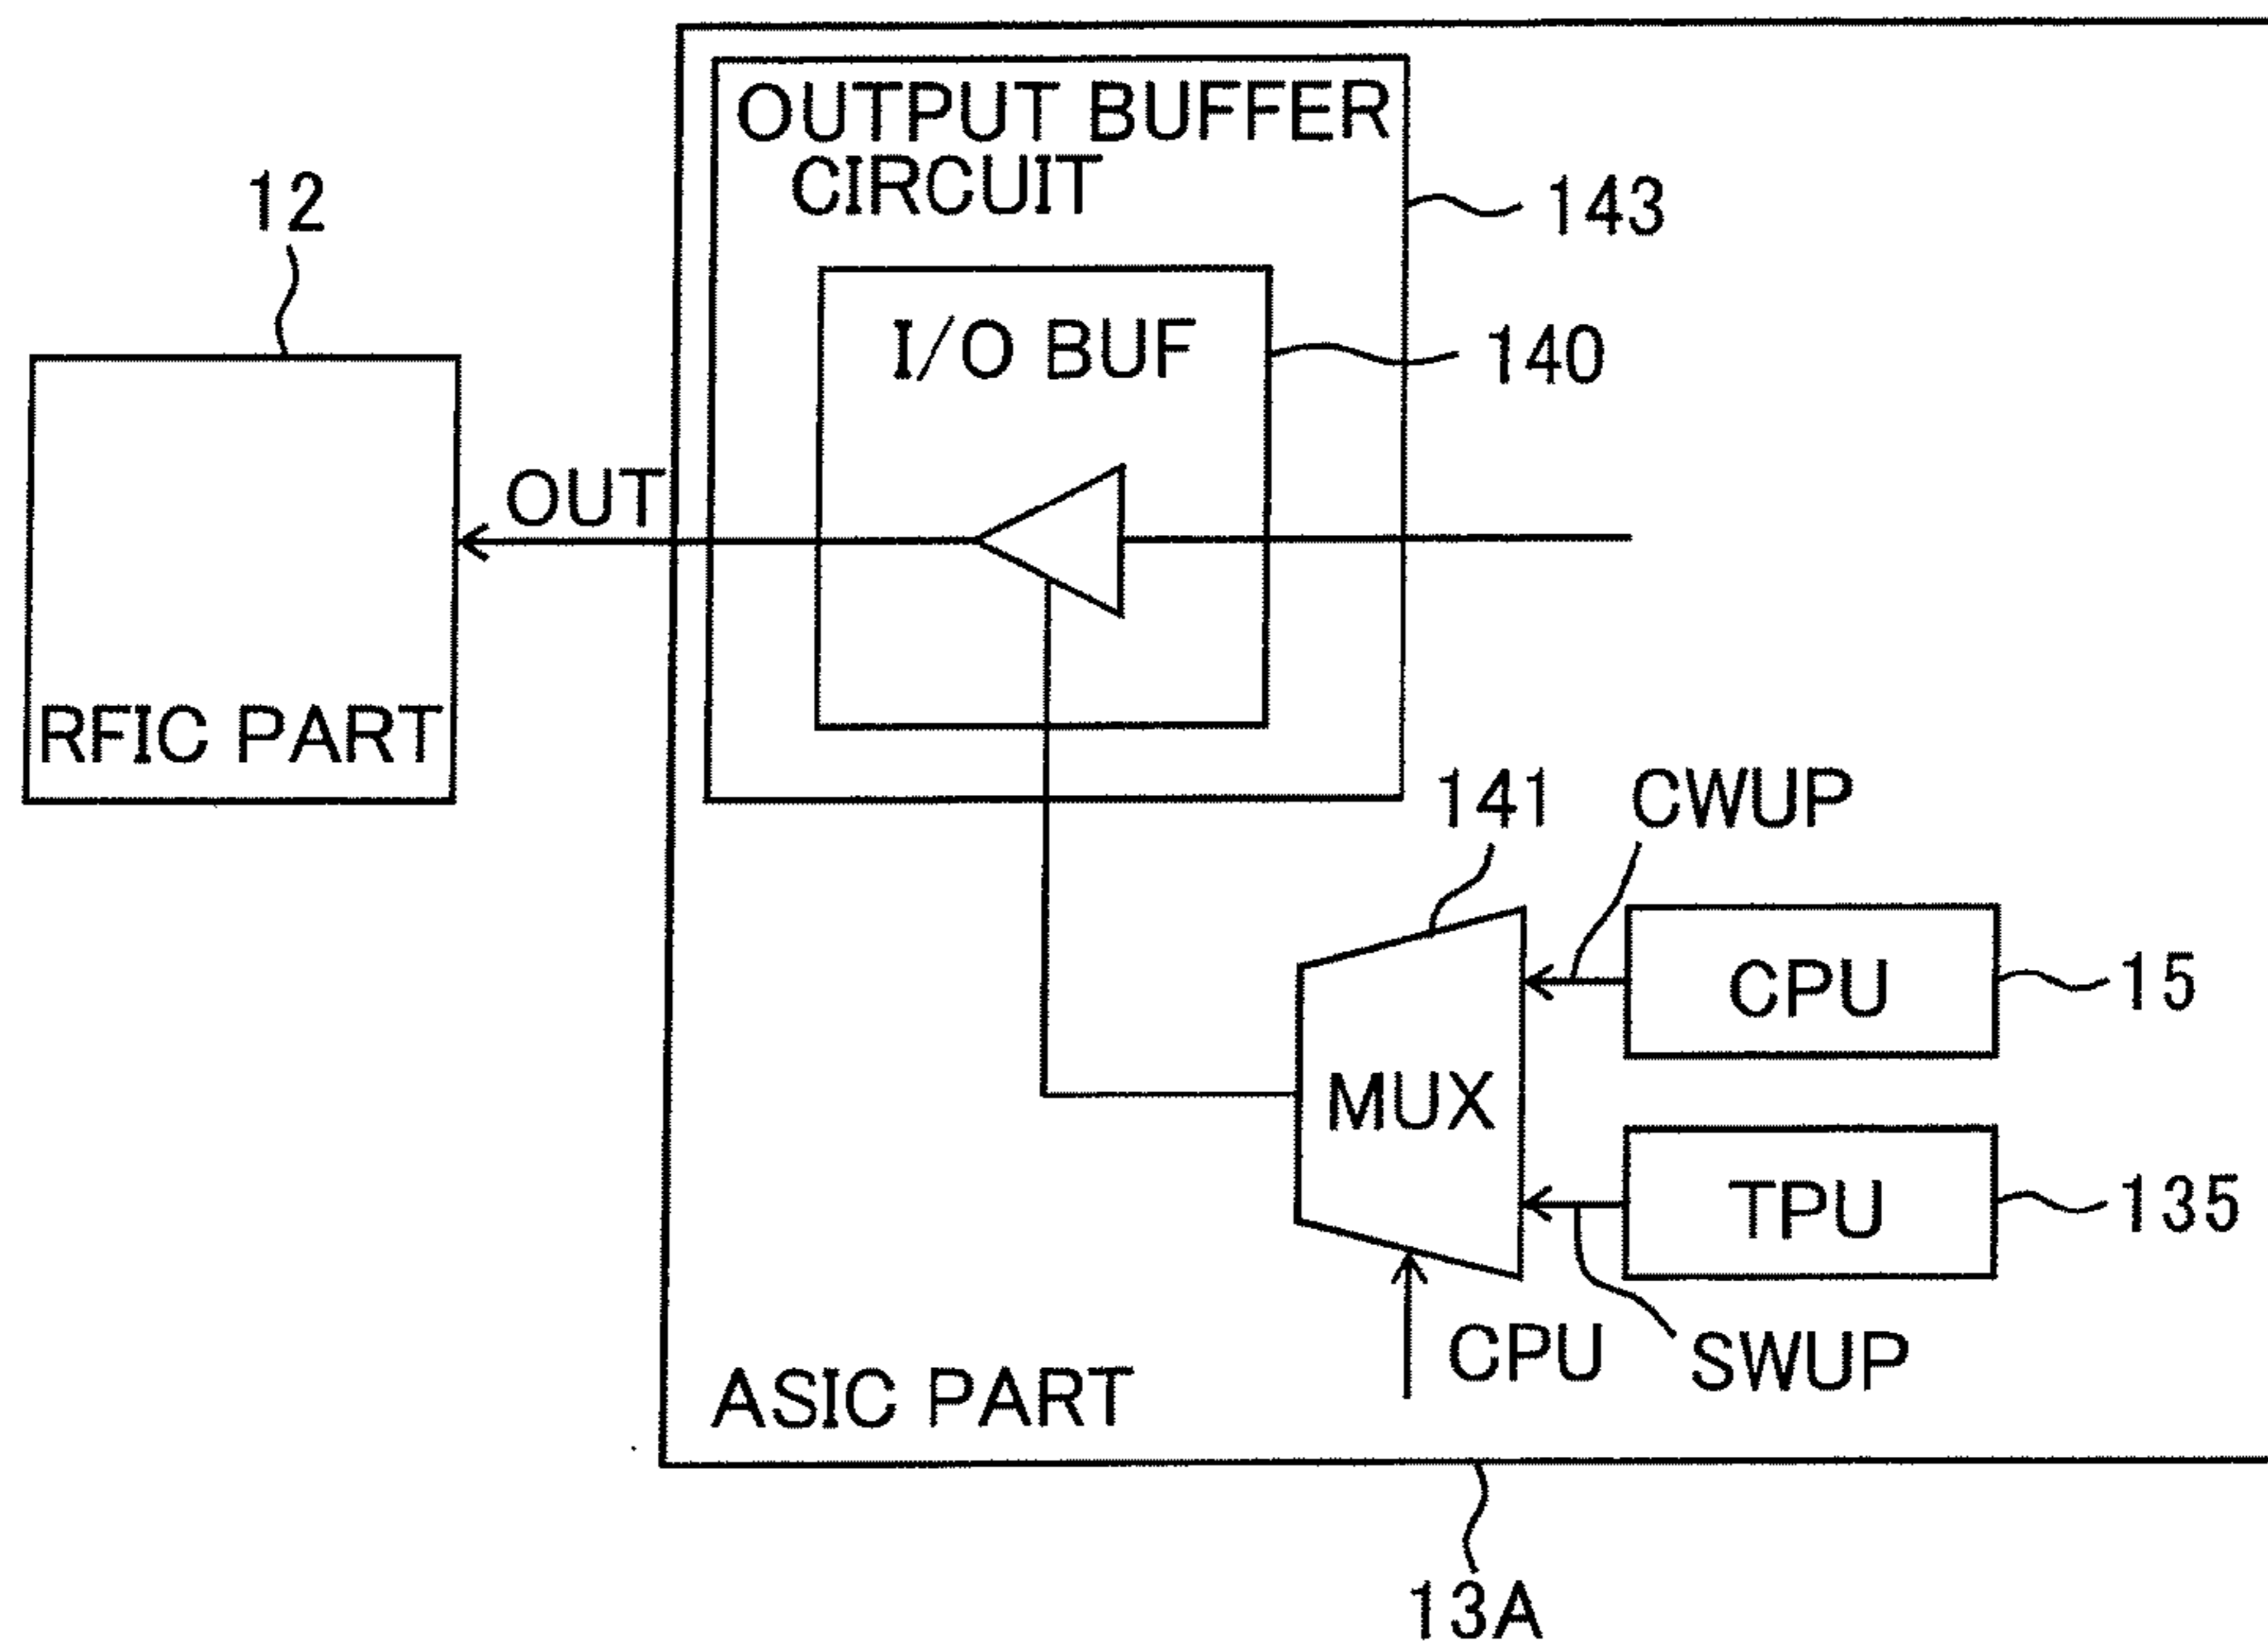 OUTPUT BUFFER
CIRCUIT
143
12
I/O BUF
140
OUT
RFIC PART
141
CWUP
CPU
15
MUX
TPU
135
CPU
SWUP
ASIC PART
13A